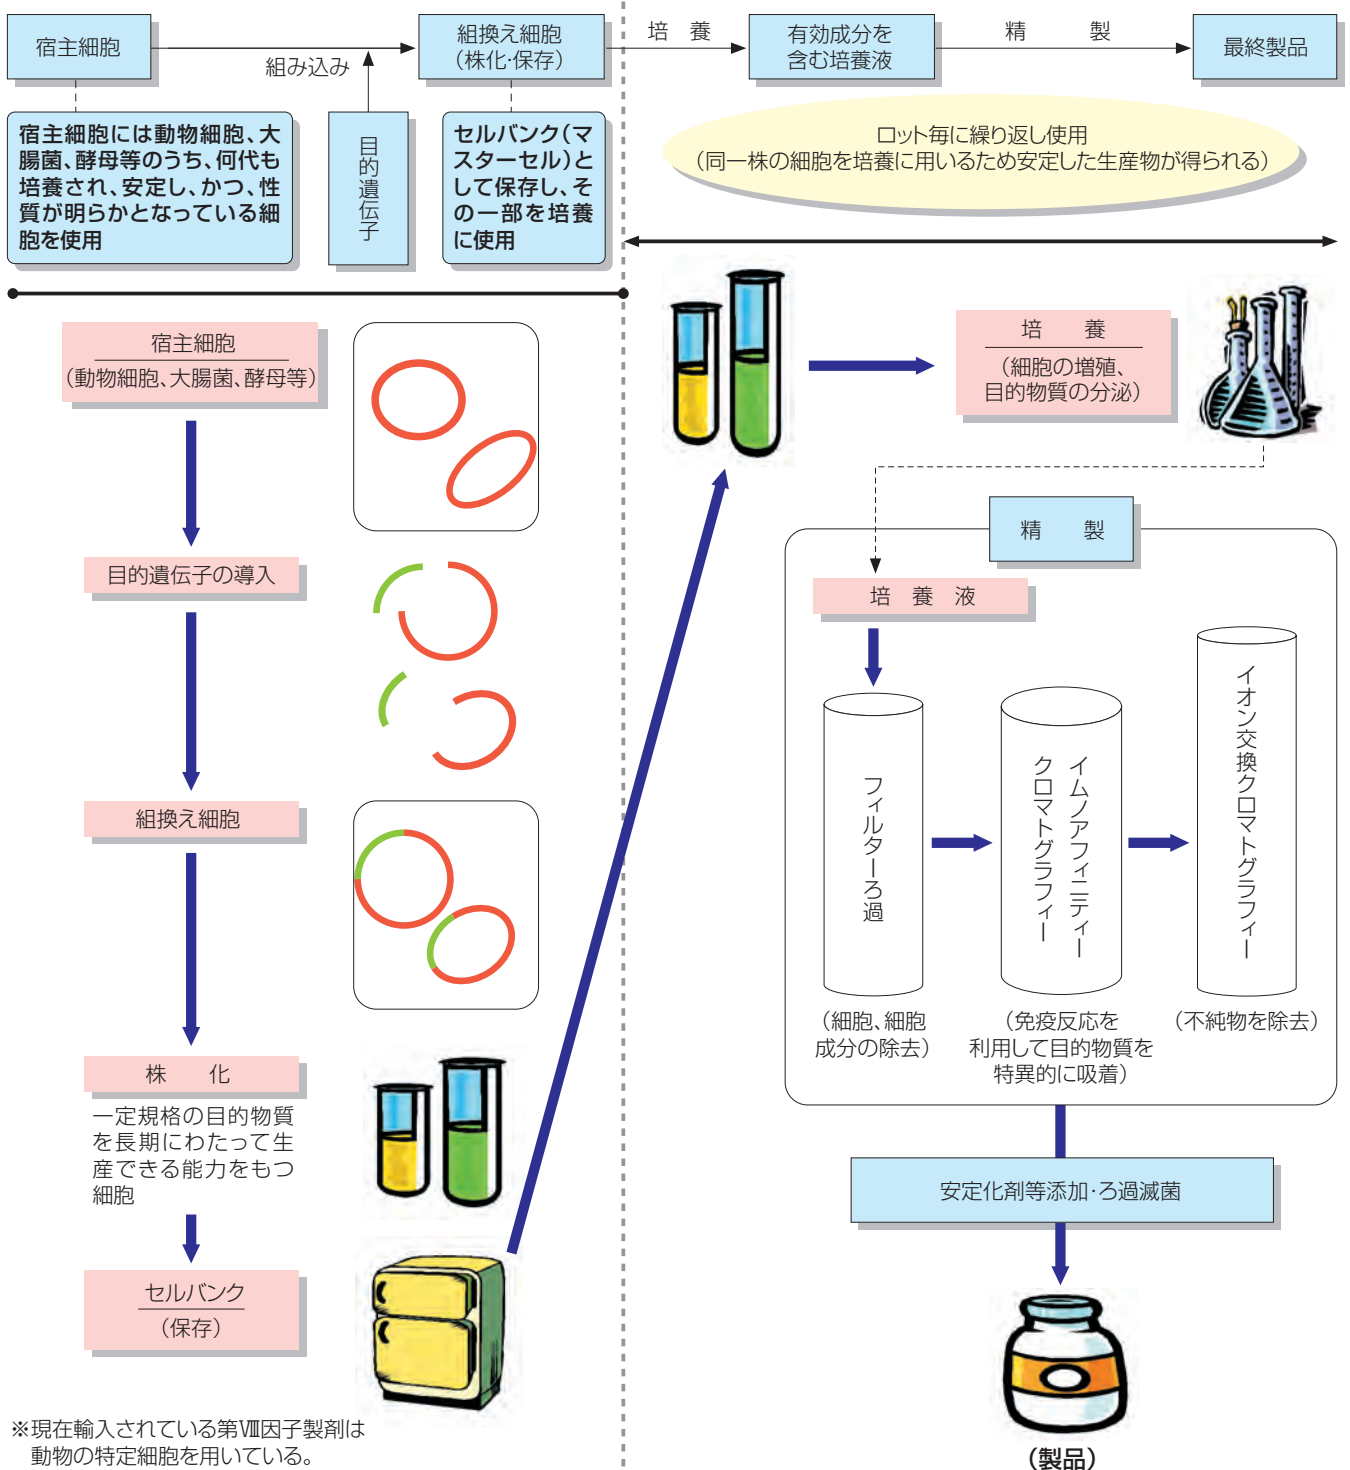 宿主細胞
組み込み
目的遺伝子
組換え細胞
(株化・保存)
培　養
有効成分を
含む培養液
精　　製
最終製品
宿主細胞には動物細胞、大
腸菌、酵母等のうち、何代も
培養され、安定し、かつ、性
質が明らかとなっている細
胞を使用
セルバンク(マ
スターセル)と
して保存し、そ
の一部を培養
に使用
ロット毎に繰り返し使用
(同一株の細胞を培養に用いるため安定した生産物が得られる)
宿主細胞
(動物細胞、大腸菌、酵母等)
目的遺伝子の導入
組換え細胞
株　　化
一定規格の目的物質
を長期にわたって生
産できる能力をもつ
細胞
セルバンク
(保存)
※現在輸入されている第Ⅷ因子製剤は
動物の特定細胞を用いている。
培　　養
(細胞の増殖、
目的物質の分泌)
精　　製
培　養　液
フィルターろ過
(細胞、細胞
成分の除去)
イムノアフィニティー
クロマトグラフィー
(免疫反応を
利用して目的物質を
特異的に吸着)
イオン交換クロマトグラフィー
(不純物を除去)
安定化剤等添加・ろ過滅菌
(製品)